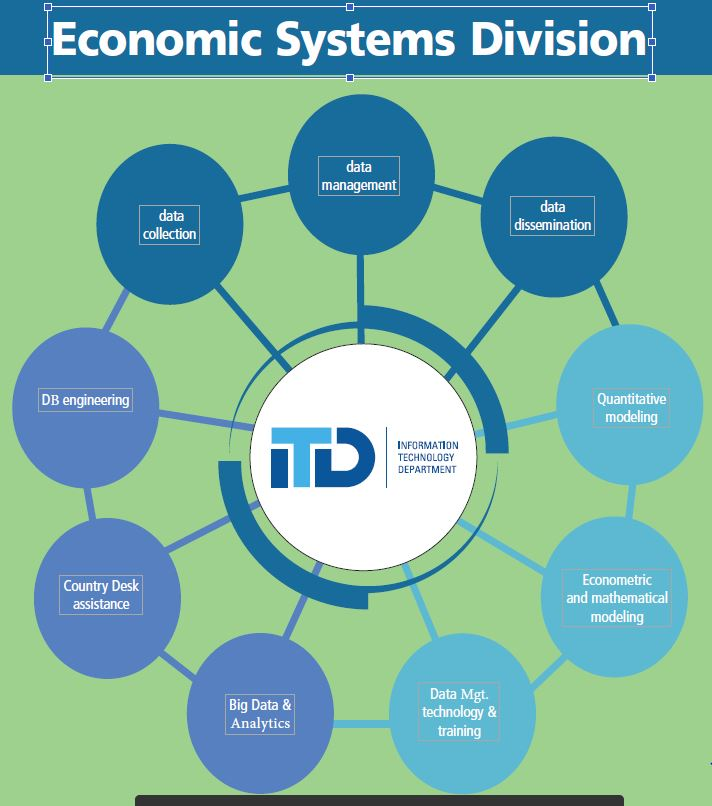 Economic Systems Division
data
management
data
collection
data
dissemination
DB engineering
Quantitative
modeling
ITD
INFORMATION
TECHNOLOGY
DEPARTMENT
Country Desk
assistance
Econometric
and mathematical
modeling
Big Data &
Analytics
Data Mgt.
technology &
training